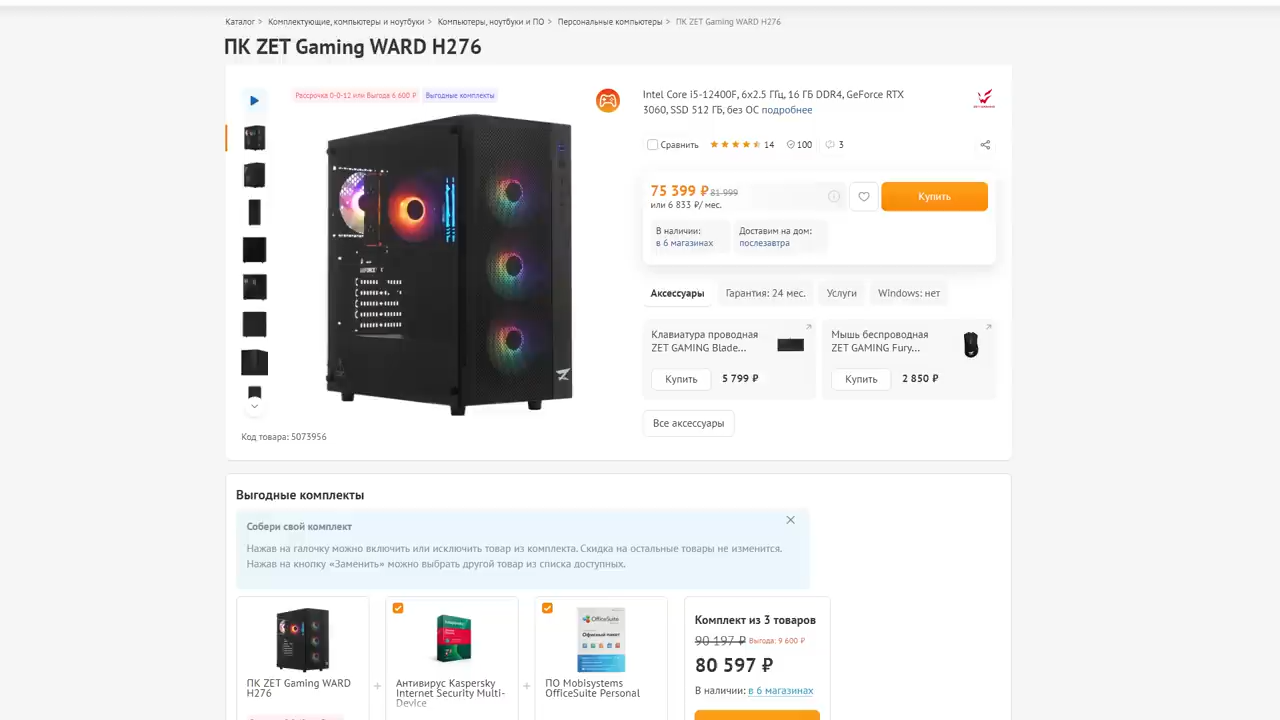 Каталог > Комплектующие, компьютеры и ноутбуки > Компьютеры, ноутбуки и ПО > Персональные компьютеры > ПК ZET Gaming WARD H276
ПК ZET Gaming WARD H276
Рассрочка 0-0-12 или Выгода 6 600 ₽
Выгодные комплекты
Intel Core i5-12400F, 6x2.5 ГГц, 16 ГБ DDR4, GeForce RTX
3060, SSD 512 ГБ, без ОС подробнее
Сравнить 14 100 3
75 399 ₽ 81 999
или 6 833 ₽/ мес.
Купить
В наличии:
в 6 магазинах
Доставим на дом:
послезавтра
Аксессуары Гарантия: 24 мес. Услуги Windows: нет
Клавиатура проводная
ZET GAMING Blade...
Купить 5 799 ₽
Мышь беспроводная
ZET GAMING Fury...
Купить 2 850 ₽
Все аксессуары
Код товара: 5073956
Выгодные комплекты
Собери свой комплект
Нажав на галочку можно включить или исключить товар из комплекта. Скидка на остальные товары не изменится.
Нажав на кнопку «Заменить» можно выбрать другой товар из списка доступных.
ПК ZET Gaming WARD
H276
+
Антивирус Kaspersky
Internet Security Multi-
Device
+
OfficeSuite
Офисный пакет
ПО Mobisystems
OfficeSuite Personal
Комплект из 3 товаров
90 197 ₽ Выгода: 9 600 ₽
80 597 ₽
В наличии: в 6 магазинах